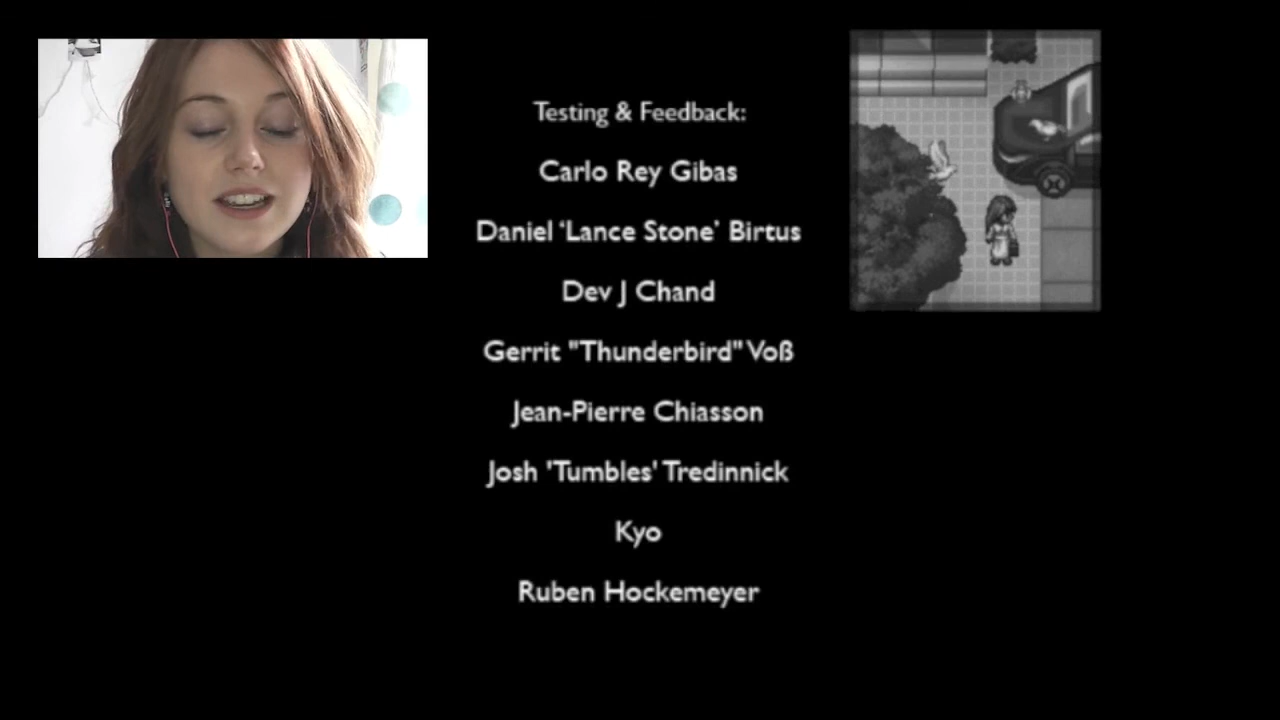 Testing & Feedback:
Carlo Rey Gibas
Daniel ‘Lance Stone’ Birtus
Dev J Chand
Gerrit "Thunderbird" Voß
Jean-Pierre Chiasson
Josh 'Tumbles' Tredinnick
Kyo
Ruben Hockemeyer